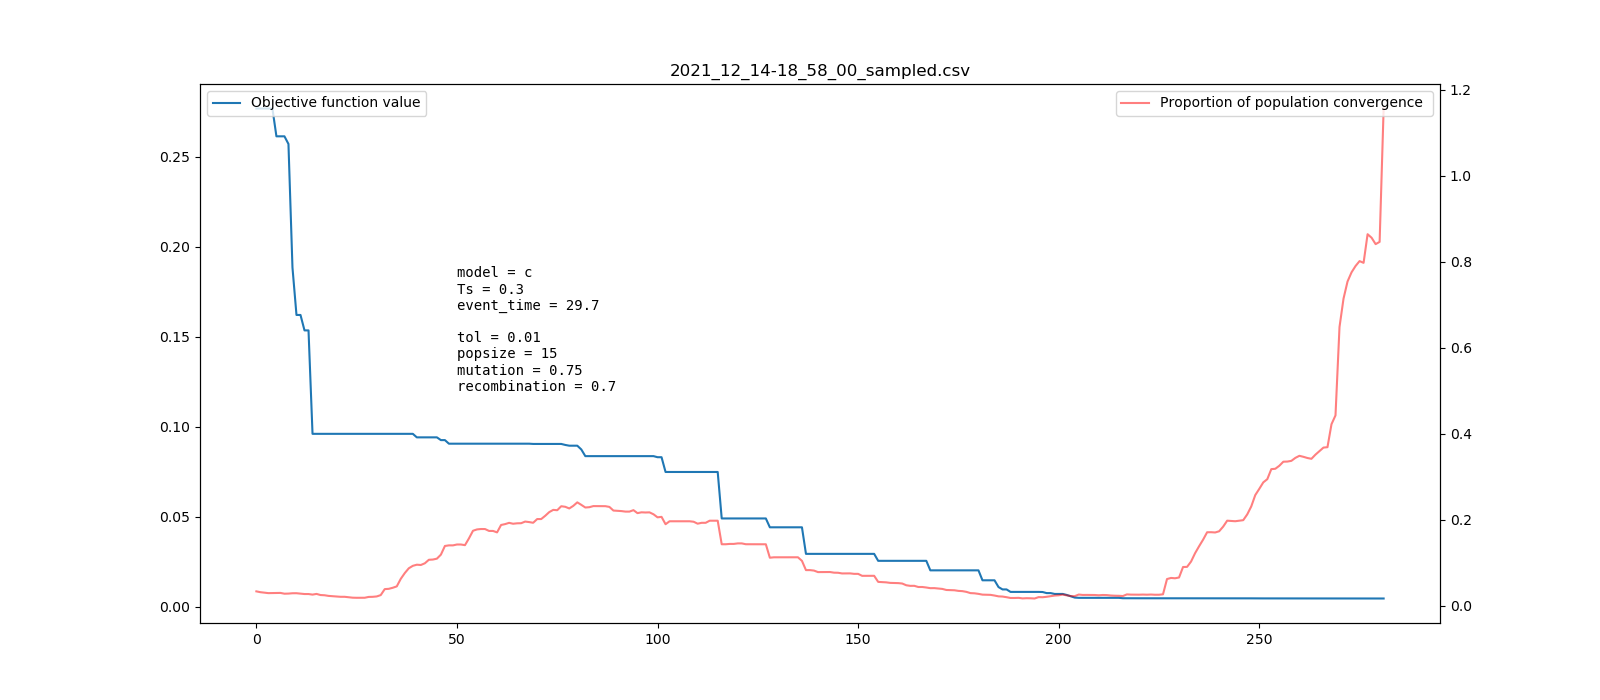 2021_12_14-18_58_00_sampled.csv
Objective function value
Proportion of population convergence
model = c
Ts = 0.3
event_time = 29.7
tol = 0.01
popsize = 15
mutation = 0.75
recombination = 0.7
0.25
0.20
0.15
0.10
0.05
0.00
1.2
1.0
0.8
0.6
0.4
0.2
0.0
0
50
100
150
200
250